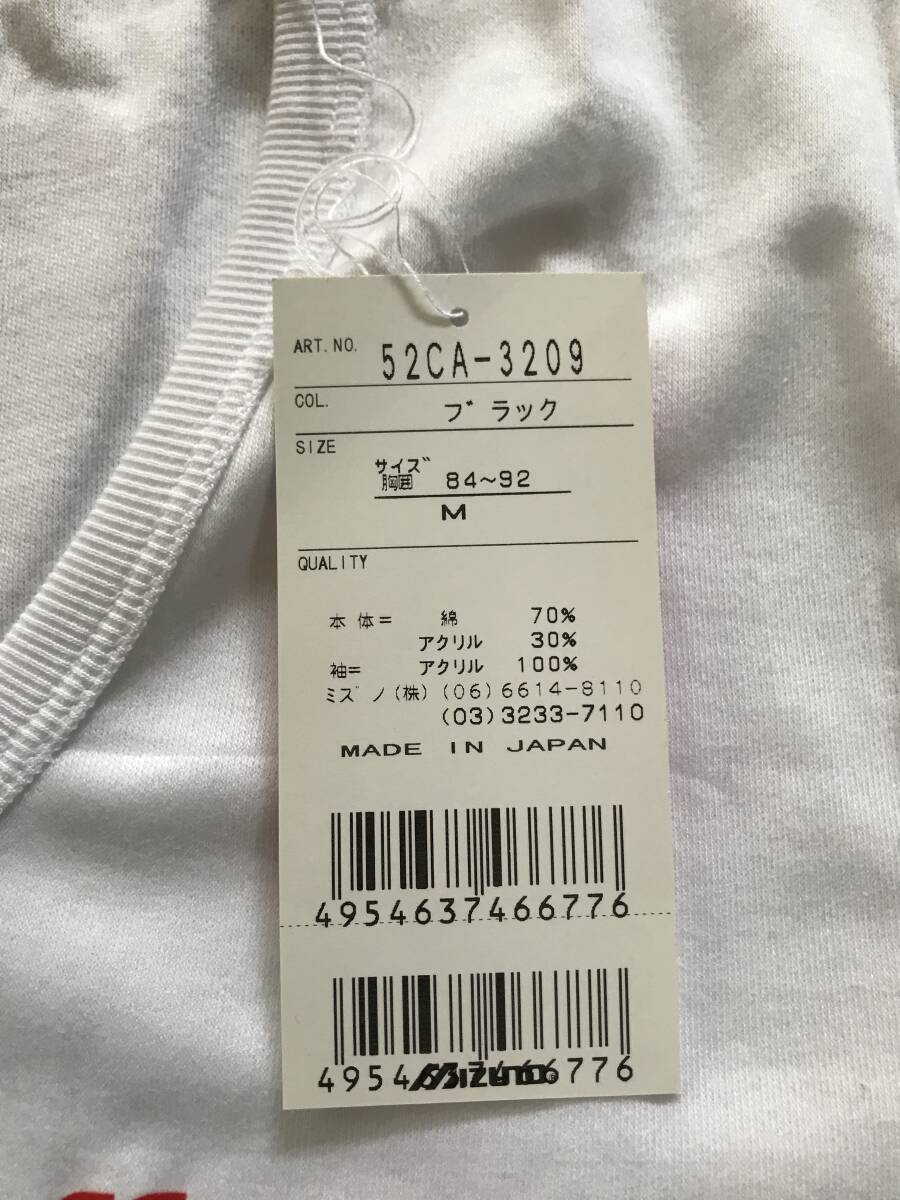 ART. NO. 52CA-3209
COL. ブラック
SIZE
サイズ
胸囲 84~92
M
QUALITY
本体= 綿 70%
アクリル 30%
袖= アクリル 100%
ミズノ(株) (06)6614-8110
(03)3233-7110
MADE IN JAPAN
4954637466776
4954637466776
MIZUNO